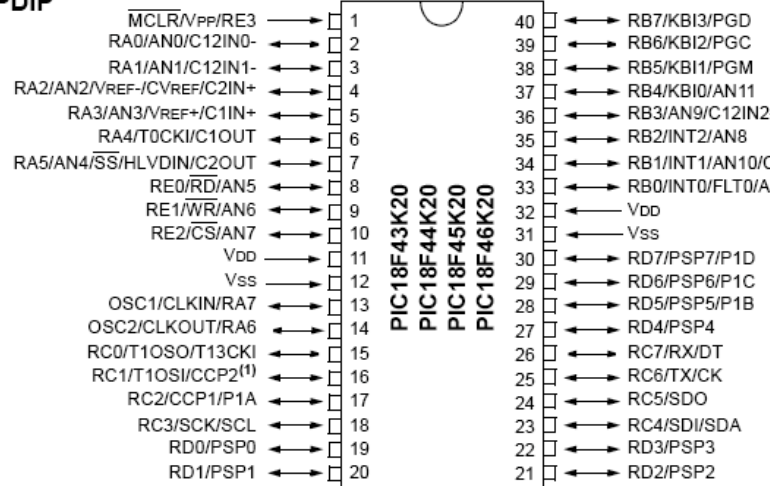 PDIP
MCLR/VPP/RE3 1
RA0/AN0/C12IN0- 2
RA1/AN1/C12IN1- 3
RA2/AN2/VREF-/CVREF/C2IN+ 4
RA3/AN3/VREF+/C1IN+ 5
RA4/T0CKI/C1OUT 6
RA5/AN4/SS/HLVDIN/C2OUT 7
RE0/RD/AN5 8
RE1/WR/AN6 9
RE2/CS/AN7 10
VDD 11
VSS 12
OSC1/CLKIN/RA7 13
OSC2/CLKOUT/RA6 14
RC0/T1OSO/T13CKI 15
RC1/T1OSI/CCP2(1) 16
RC2/CCP1/P1A 17
RC3/SCK/SCL 18
RD0/PSP0 19
RD1/PSP1 20
PIC18F43K20
PIC18F44K20
PIC18F45K20
PIC18F46K20
40 RB7/KBI3/PGD
39 RB6/KBI2/PGC
38 RB5/KBI1/PGM
37 RB4/KBI0/AN11
36 RB3/AN9/C12IN2
35 RB2/INT2/AN8
34 RB1/INT1/AN10/C
33 RB0/INT0/FLT0/A
32 VDD
31 VSS
30 RD7/PSP7/P1D
29 RD6/PSP6/P1C
28 RD5/PSP5/P1B
27 RD4/PSP4
26 RC7/RX/DT
25 RC6/TX/CK
24 RC5/SDO
23 RC4/SDI/SDA
22 RD3/PSP3
21 RD2/PSP2